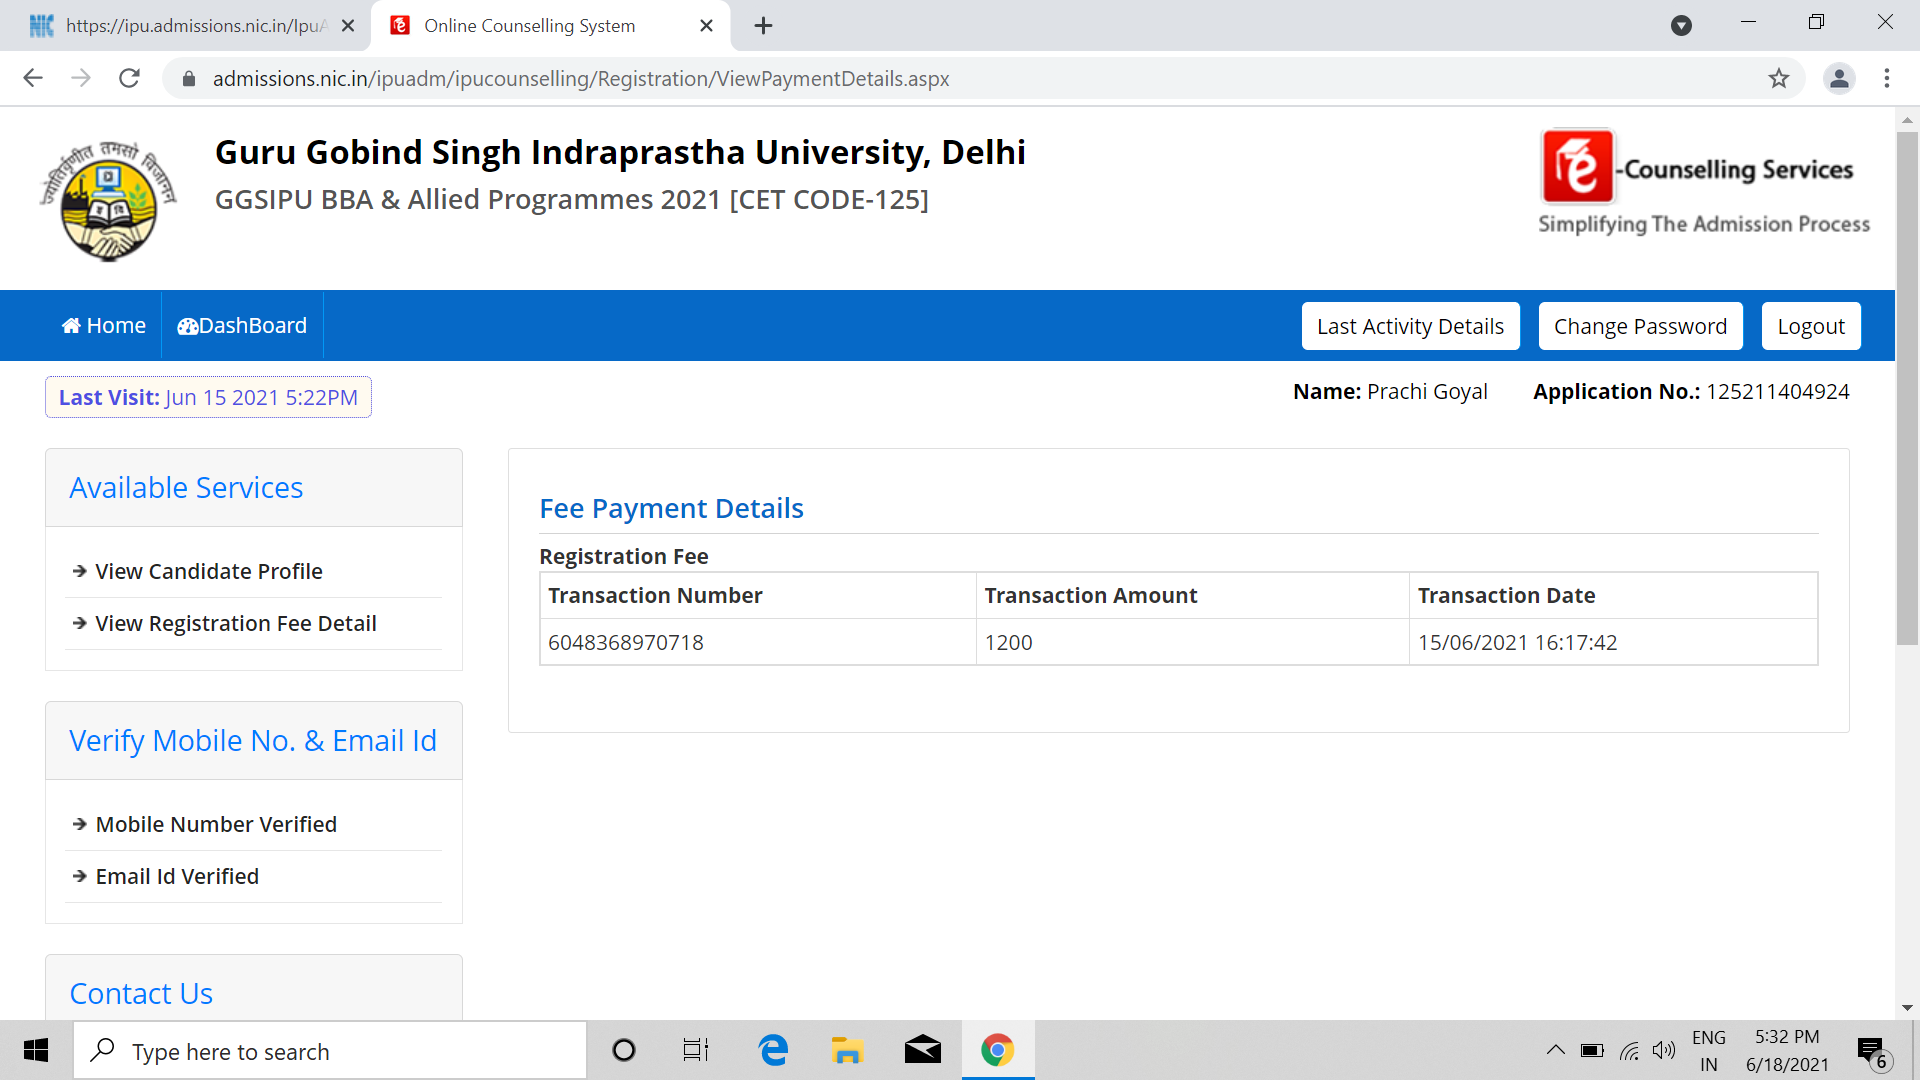 https://ipu.admissions.nic.in/IpuA
Online Counselling System
admissions.nic.in/ipuadm/ipucounselling/Registration/ViewPaymentDetails.aspx
Guru Gobind Singh Indraprastha University, Delhi
GGSIPU BBA & Allied Programmes 2021 [CET CODE-125]
e-Counselling Services
Simplifying The Admission Process
Home
DashBoard
Last Activity Details
Change Password
Logout
Last Visit: Jun 15 2021 5:22PM
Name: Prachi Goyal
Application No.: 125211404924
Available Services
View Candidate Profile
View Registration Fee Detail
Verify Mobile No. & Email Id
Mobile Number Verified
Email Id Verified
Contact Us
Fee Payment Details
Registration Fee
Transaction Number Transaction Amount Transaction Date
6048368970718 1200 15/06/2021 16:17:42
Type here to search
ENG
IN
5:32 PM
6/18/2021
6